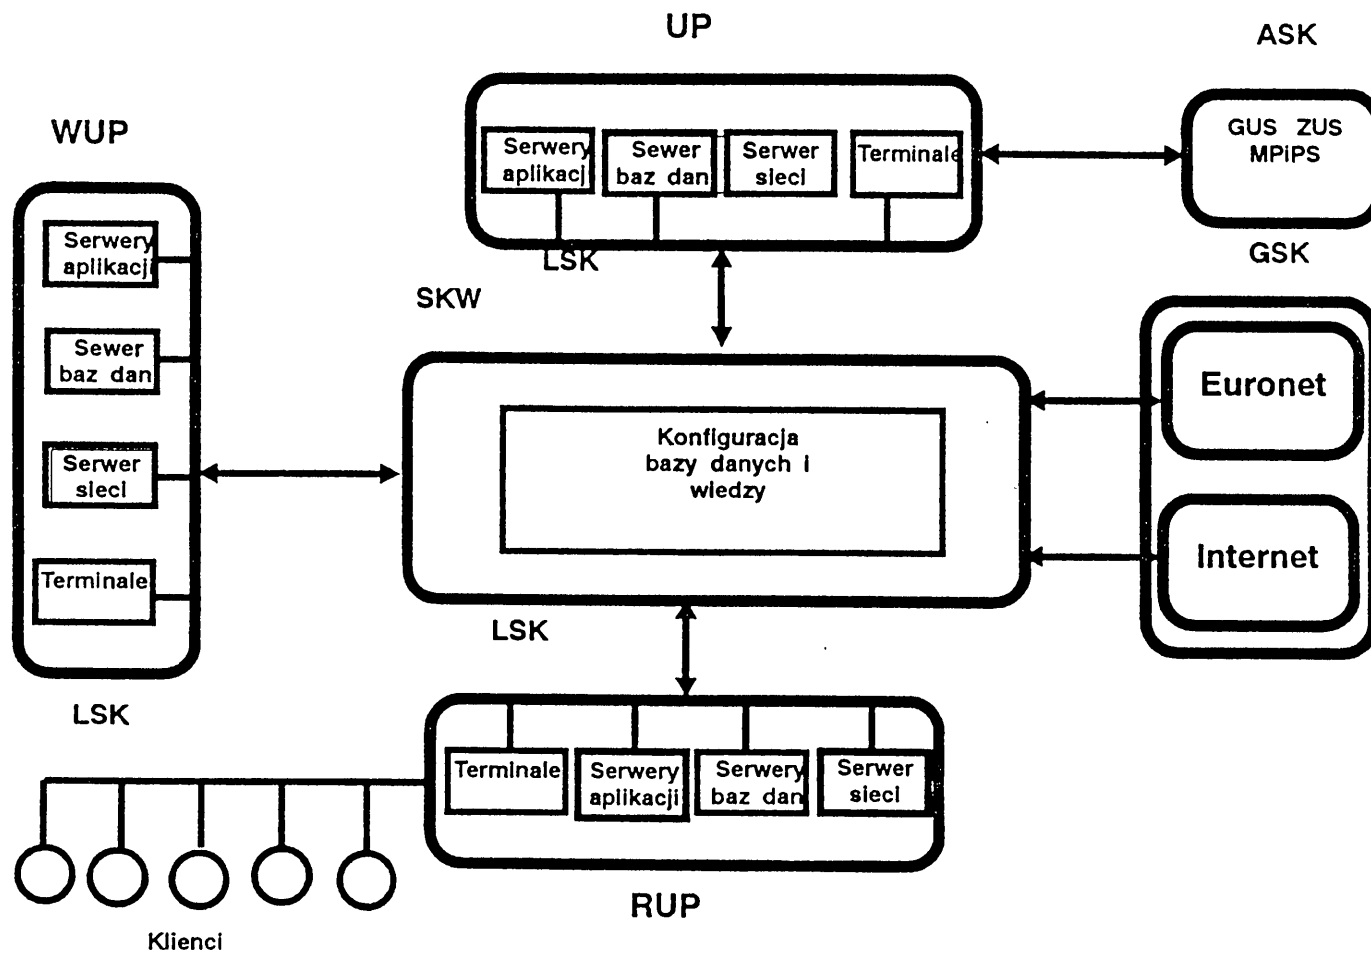 UP
ASK
WUP
GUS ZUS
MPiPS
Serwery
aplikacj
Sewer
baz dan
Serwer
sieci
Terminale
LSK
GSK
SKW
Serwery
aplikacji
Sewer
baz dan
Serwer
sieci
Terminale
LSK
Konfiguracja
bazy danych i
wiedzy
Euronet
Internet
LSK
Terminale
Serwery
aplikacji
Serwery
baz dan
Serwer
sieci
RUP
Klienci